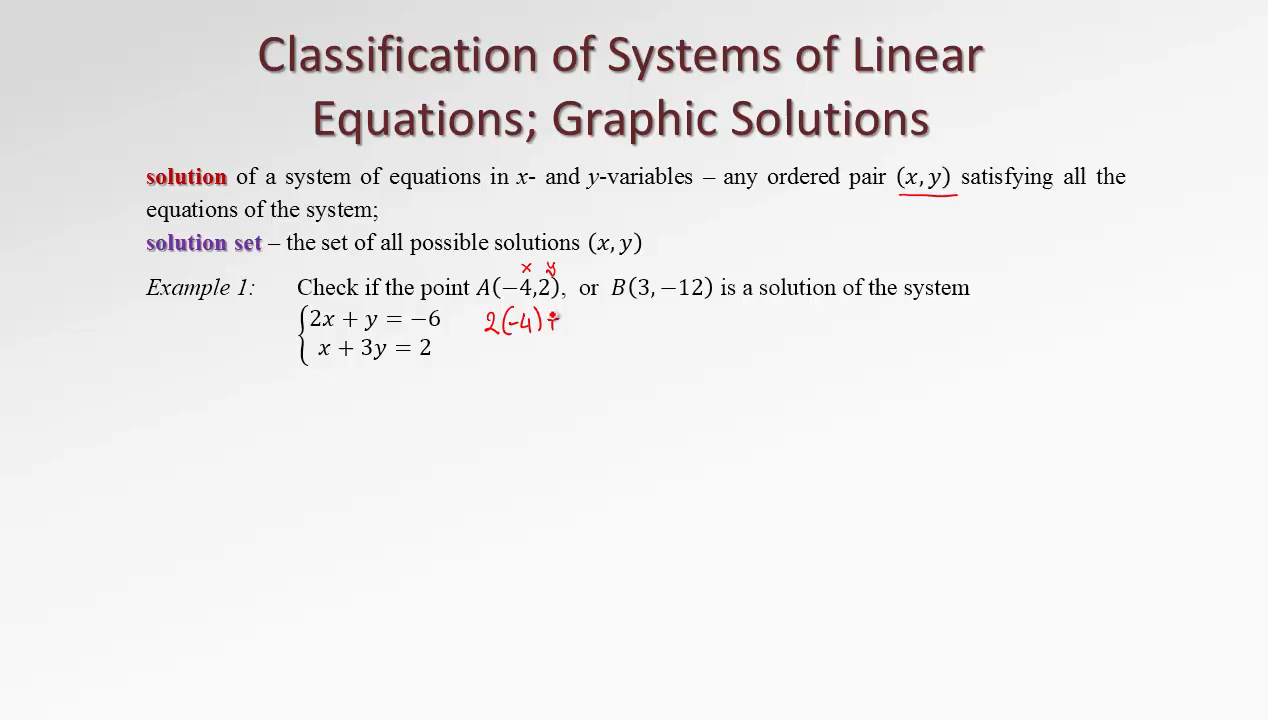 Classification of Systems of Linear
Equations; Graphic Solutions
solution of a system of equations in x- and y-variables – any ordered pair (x, y) satisfying all the
equations of the system;
solution set – the set of all possible solutions (x, y)
x y
Example 1: Check if the point A(−4,2), or B(3, −12) is a solution of the system
2x + y = −6 2(-4) +
x + 3y = 2